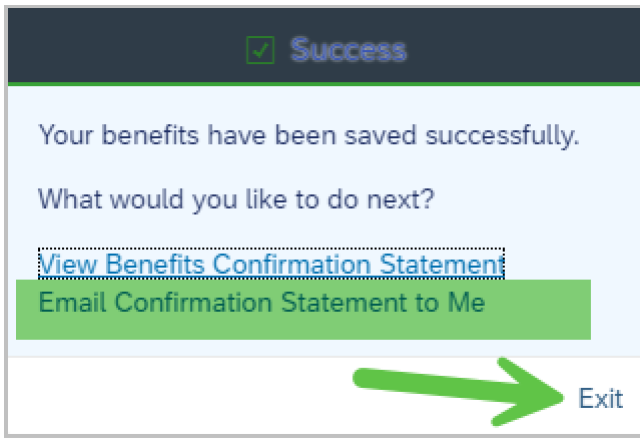 Success
Your benefits have been saved successfully.
What would you like to do next?
View Benefits Confirmation Statement
Email Confirmation Statement to Me
Exit